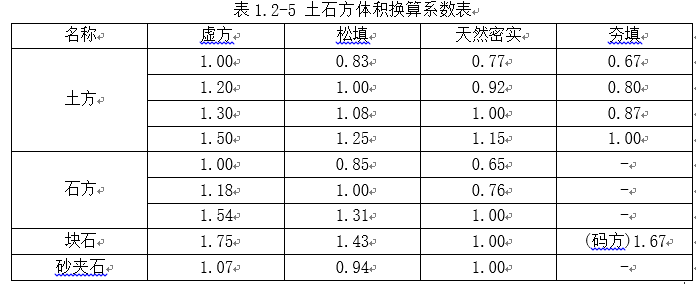 表 1.2-5 土石方体积换算系数表
名称 虚方 松填 天然密实 夯填
土方 1.00 0.83 0.77 0.67
1.20 1.00 0.92 0.80
1.30 1.08 1.00 0.87
1.50 1.25 1.15 1.00
石方 1.00 0.85 0.65 -
1.18 1.00 0.76 -
1.54 1.31 1.00 -
块石 1.75 1.43 1.00 (码方)1.67
砂夹石 1.07 0.94 1.00 -